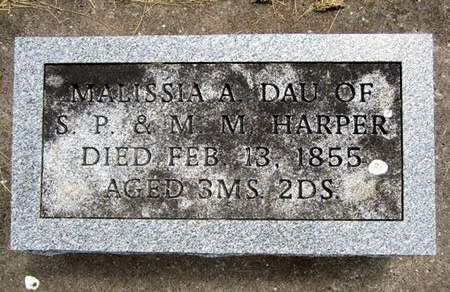 MALISSIA A. DAU OF
S. P. & M. M. HARPER
DIED FEB. 13, 1855
AGED 3MS. 2DS.